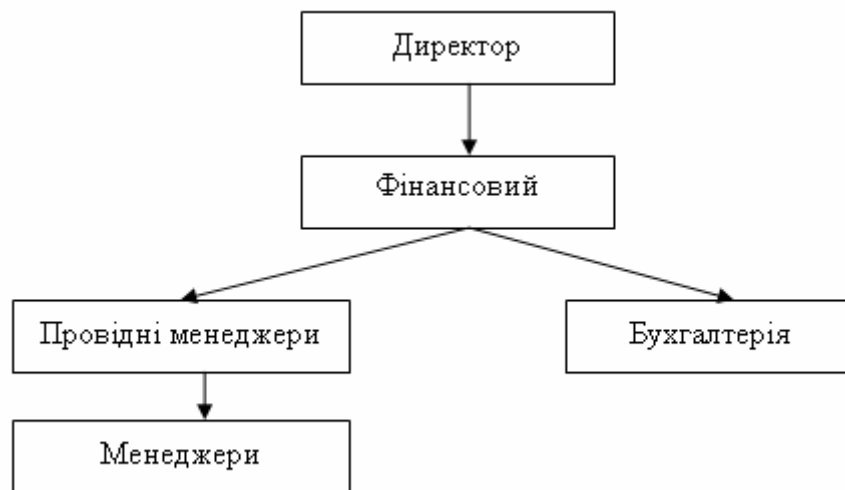 Директор
Фінансовий
Провідні менеджери
Бухгалтерія
Менеджери